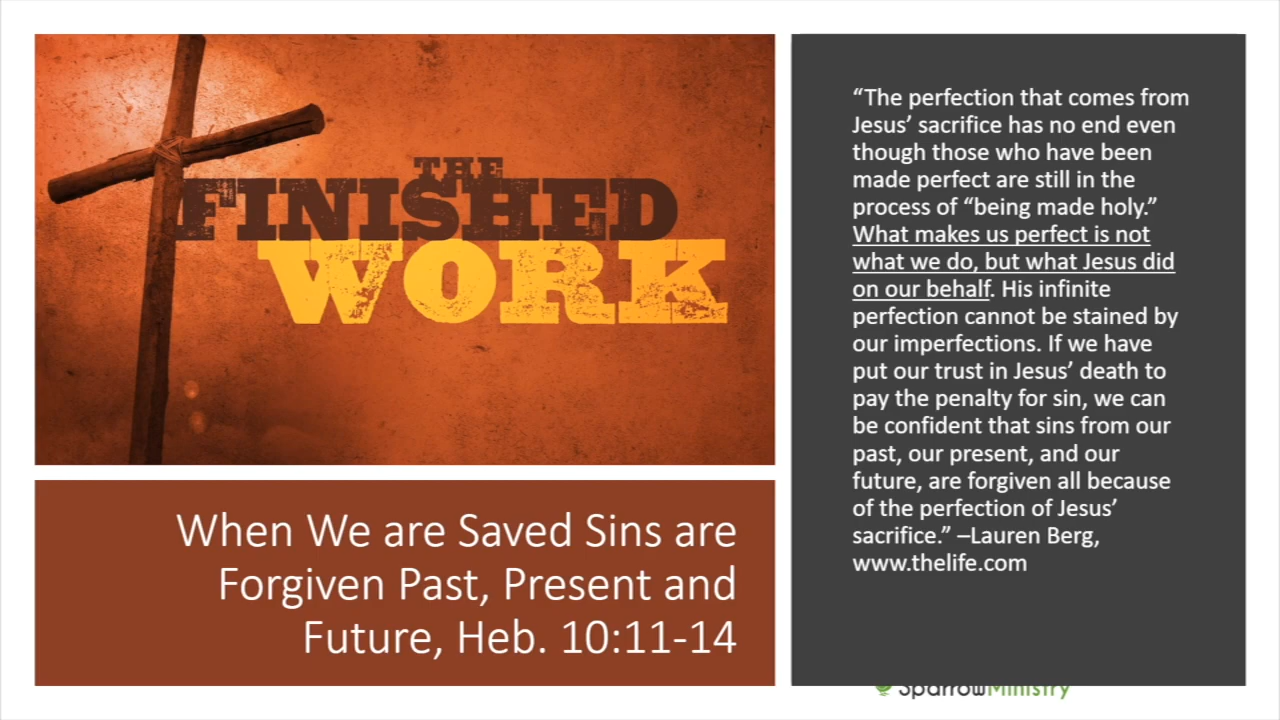 THE
FINISHED
WORK
When We are Saved Sins are
Forgiven Past, Present and
Future, Heb. 10:11-14
“The perfection that comes from
Jesus’ sacrifice has no end even
though those who have been
made perfect are still in the
process of “being made holy.”
What makes us perfect is not
what we do, but what Jesus did
on our behalf. His infinite
perfection cannot be stained by
our imperfections. If we have
put our trust in Jesus’ death to
pay the penalty for sin, we can
be confident that sins from our
past, our present, and our
future, are forgiven all because
of the perfection of Jesus’
sacrifice.” –Lauren Berg,
www.thelife.com
SparrowMinistry